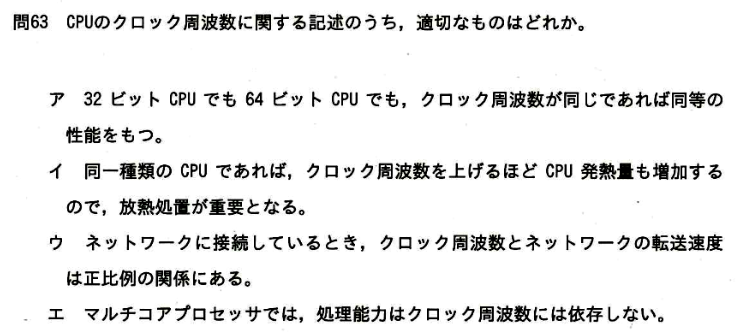 問63 CPUのクロック周波数に関する記述のうち，適切なものはどれか。
ア 32 ビット CPU でも 64 ビット CPU でも，クロック周波数が同じであれば同等の
性能をもつ。
イ 同一種類の CPU であれば，クロック周波数を上げるほど CPU 発熱量も増加する
ので，放熱処置が重要となる。
ウ ネットワークに接続しているとき，クロック周波数とネットワークの転送速度
は正比例の関係にある。
エ マルチコアプロセッサでは，処理能力はクロック周波数には依存しない。